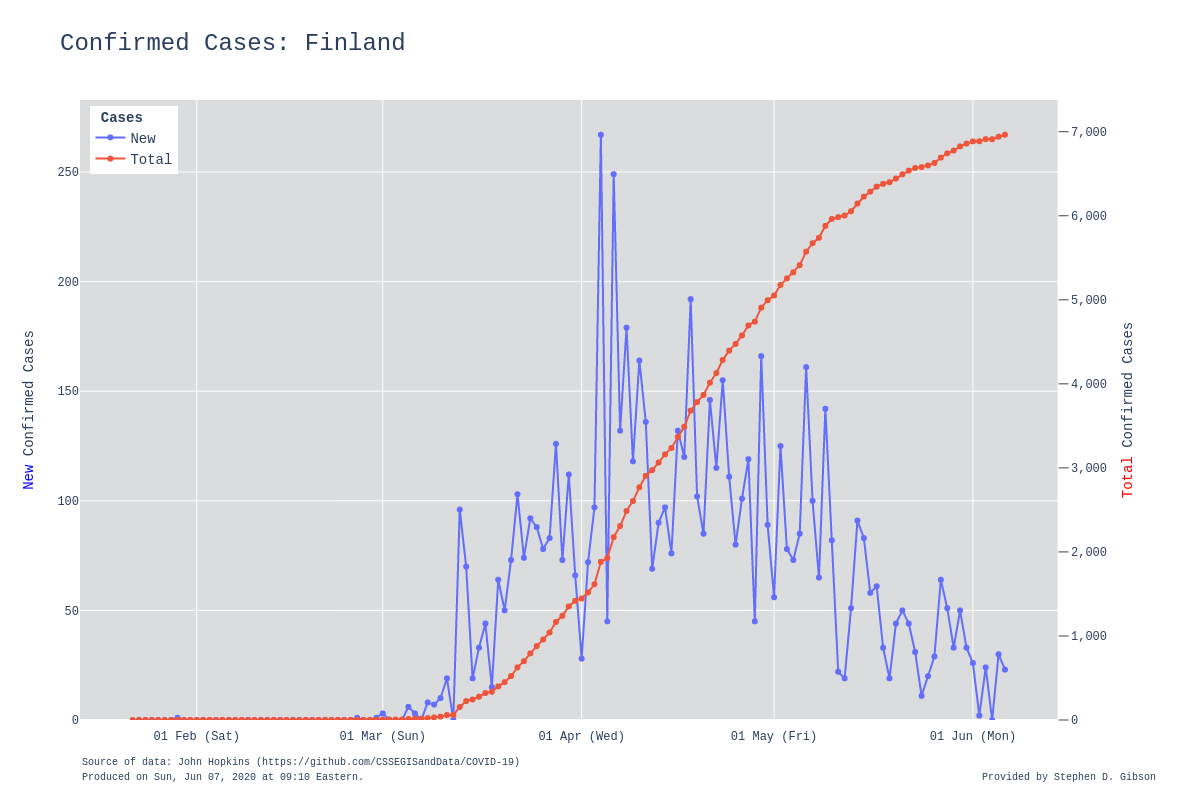 Confirmed Cases: Finland
Cases
New
Total
250
200
150
100
50
0
7,000
6,000
5,000
4,000
3,000
2,000
1,000
0
New Confirmed Cases
Total Confirmed Cases
01 Feb (Sat)
01 Mar (Sun)
01 Apr (Wed)
01 May (Fri)
01 Jun (Mon)
Source of data: John Hopkins (https://github.com/CSSEGISandData/COVID-19)
Produced on Sun, Jun 07, 2020 at 09:10 Eastern.
Provided by Stephen D. Gibson